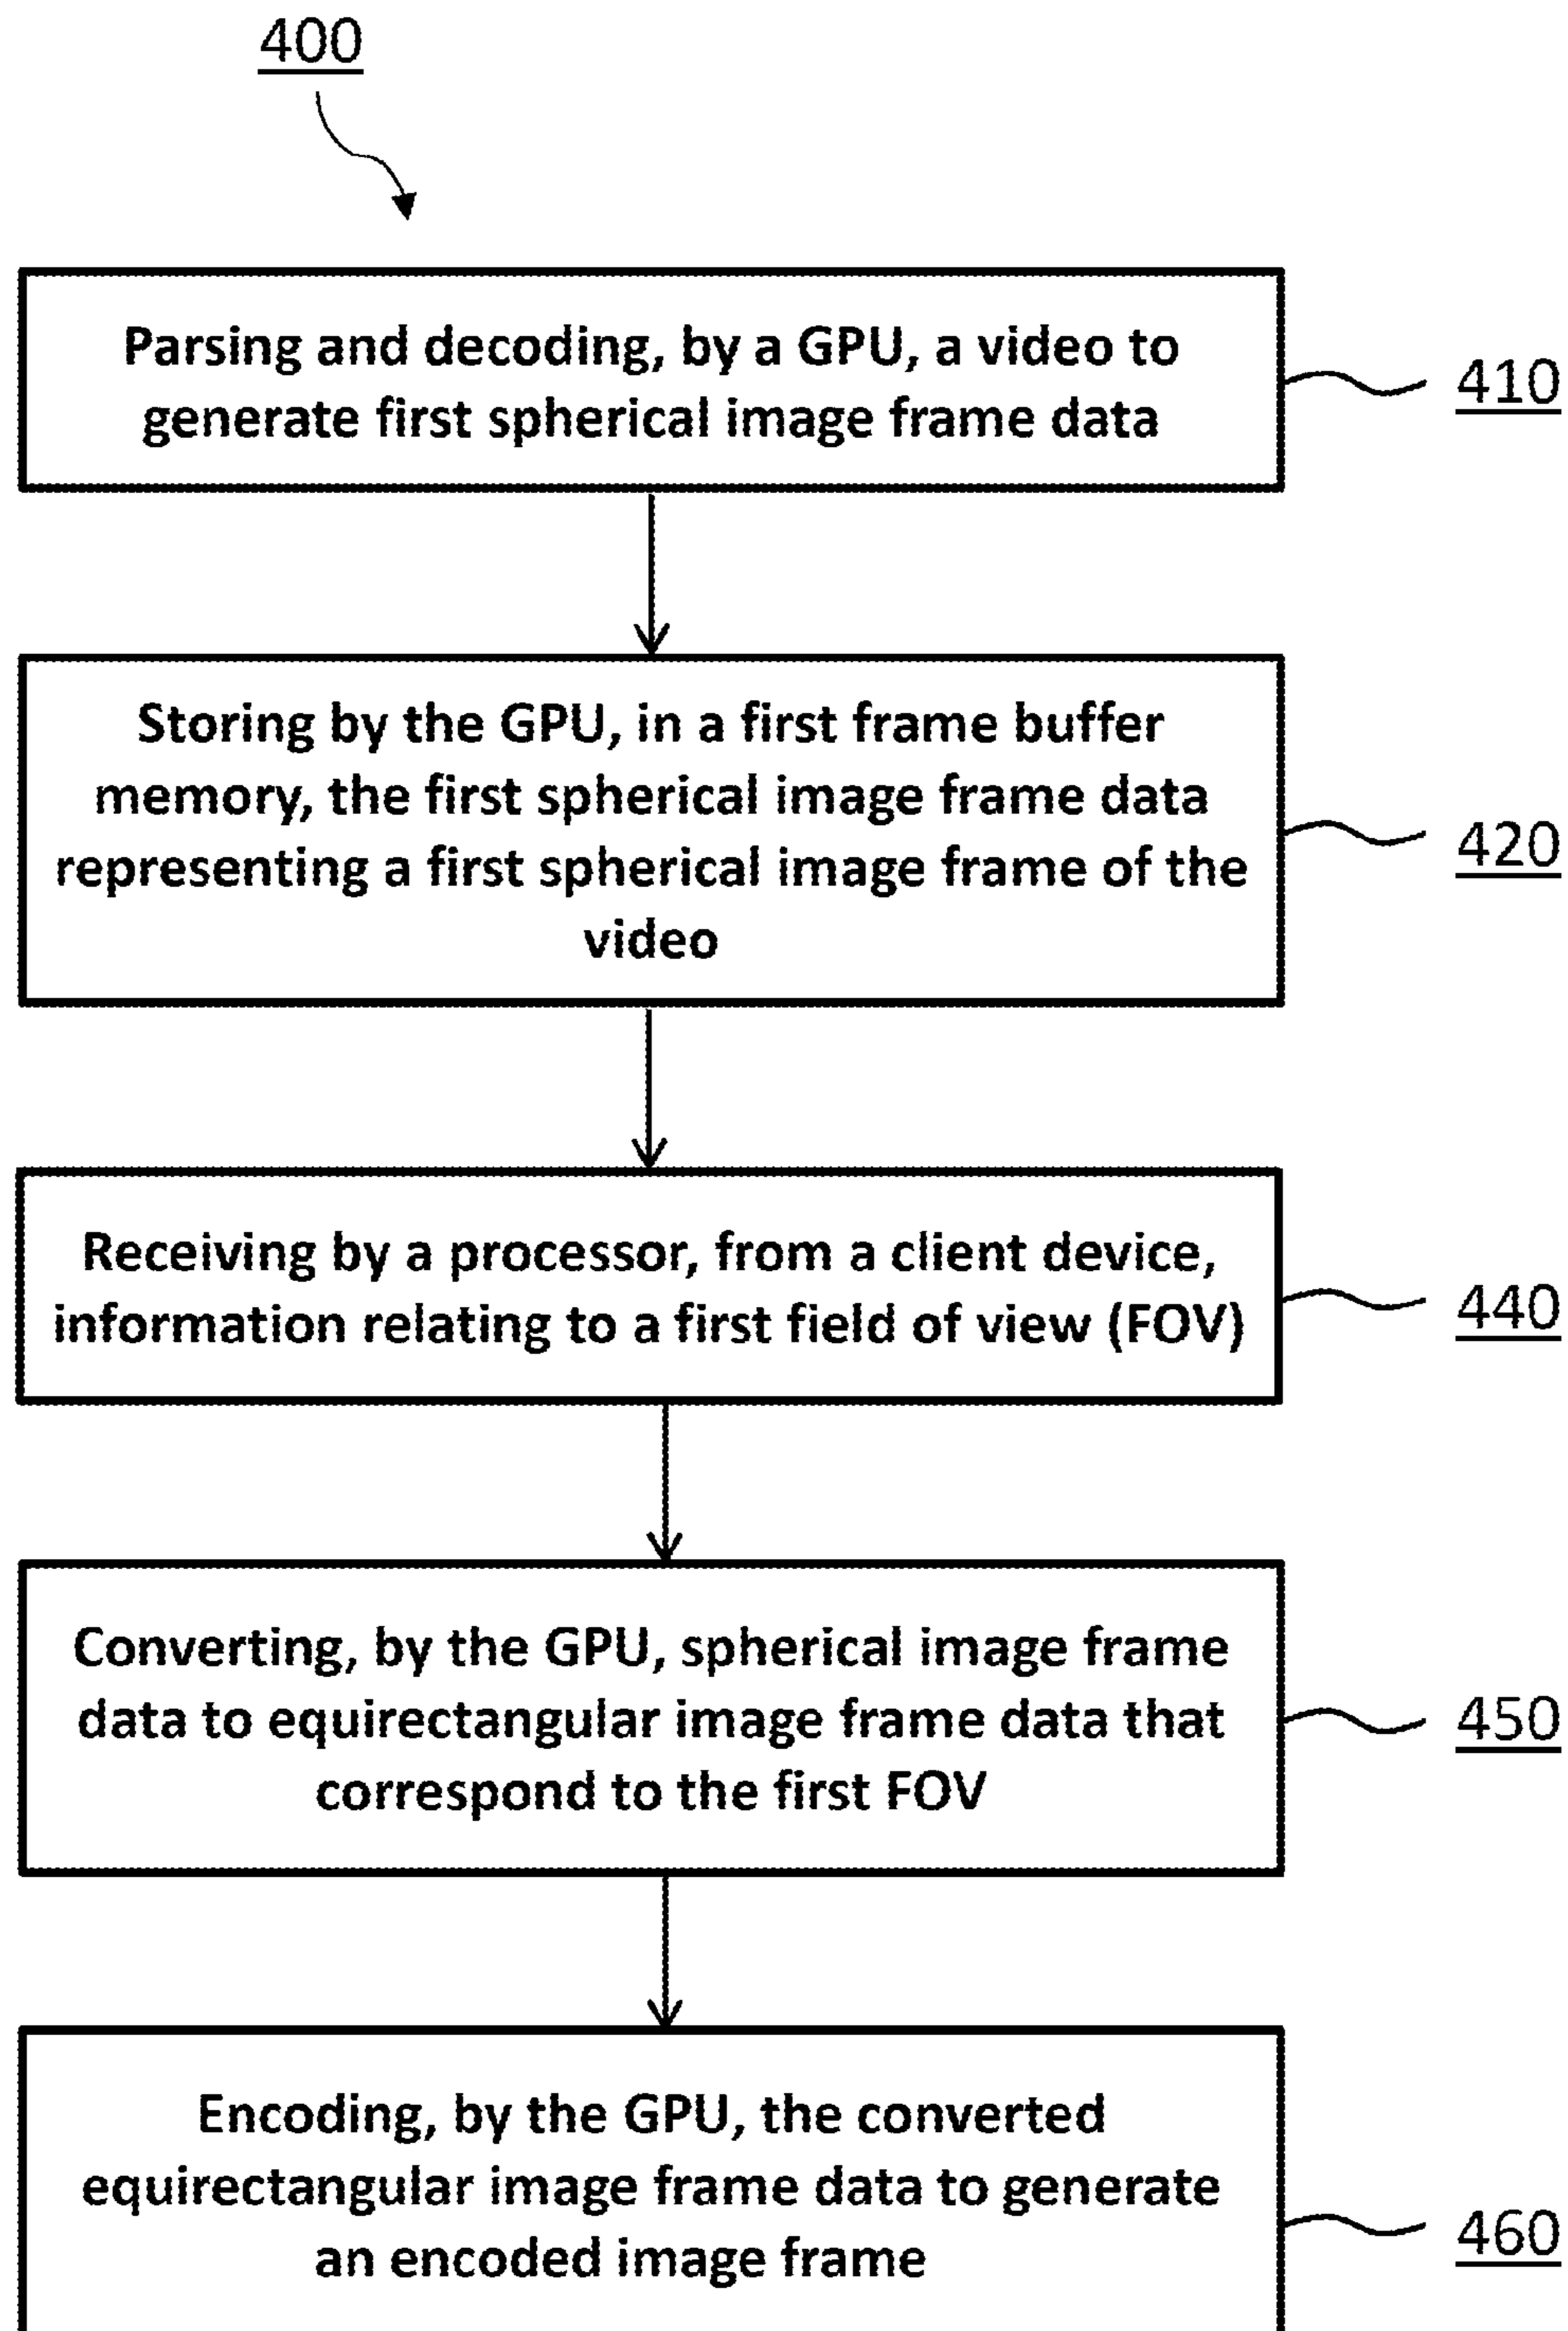 400
Parsing and decoding, by a GPU, a video to
generate first spherical image frame data
410
Storing by the GPU, in a first frame buffer
memory, the first spherical image frame data
representing a first spherical image frame of the
video
420
Receiving by a processor, from a client device,
information relating to a first field of view (FOV)
440
Converting, by the GPU, spherical image frame
data to equirectangular image frame data that
correspond to the first FOV
450
Encoding, by the GPU, the converted
equirectangular image frame data to generate
an encoded image frame
460